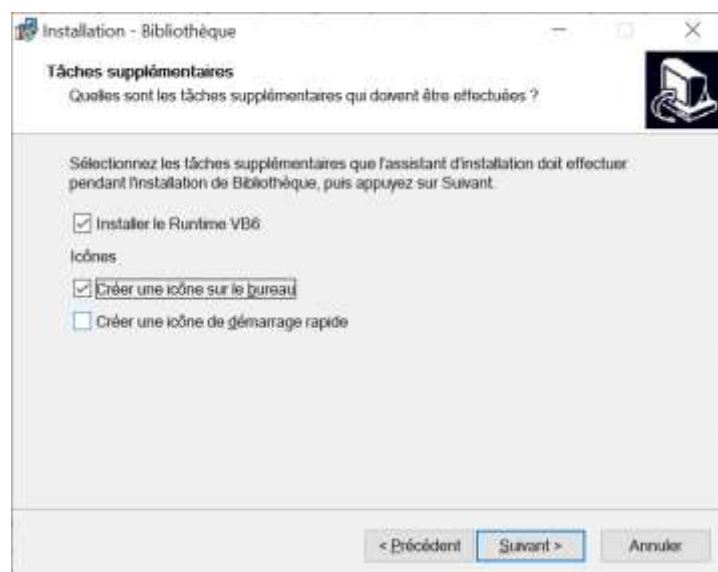 Installation - Bibliothèque
Tâches supplémentaires
Quelles sont les tâches supplémentaires qui doivent être effectuées ?
Sélectionnez les tâches supplémentaires que l'assistant d'installation doit effectuer
pendant l'installation de Bibliothèque, puis appuyez sur Suivant.
Installer le Runtime VB6
Icônes
Créer une icône sur le bureau
Créer une icône de démarrage rapide
< Précédent Suivant > Annuler